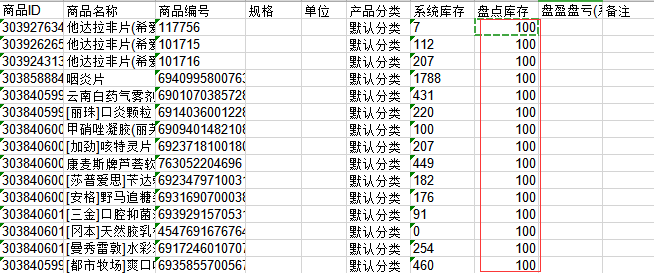 商品ID 商品名称 商品编号 规格 单位 产品分类 系统库存 盘点库存 盘盈盘亏(系 备注
303927634 他达拉非片(希爱 117756 默认分类 7 100
303926265 他达拉非片(希爱 101715 默认分类 112 100
303924313 他达拉非片(希爱 101716 默认分类 207 100
303858884 咽炎片 6940995800763 默认分类 1788 100
303840599 云南白药气雾剂 6901070385728 默认分类 431 100
303840599 [丽珠]口炎颗粒 6914036001228 默认分类 220 100
303840600 甲硝唑凝胶(丽芙 6909401482108 默认分类 100 100
303840600 [加劲]咳特灵片 6923718100180 默认分类 207 100
303840600 康麦斯牌芦荟软 763052204696 默认分类 449 100
303840600 [莎普爱思]苄达 6923479710031 默认分类 182 100
303840600 [安格]野马追糖 6931690700038 默认分类 176 100
303840601 [三金]口腔抑菌 6939291570531 默认分类 91 100
303840601 [冈本]天然胶乳 4547691676764 默认分类 0 100
303840601 [曼秀雷敦]水彩 6917246010707 默认分类 254 100
303840599 [都市牧场]爽口 6935855700567 默认分类 460 100